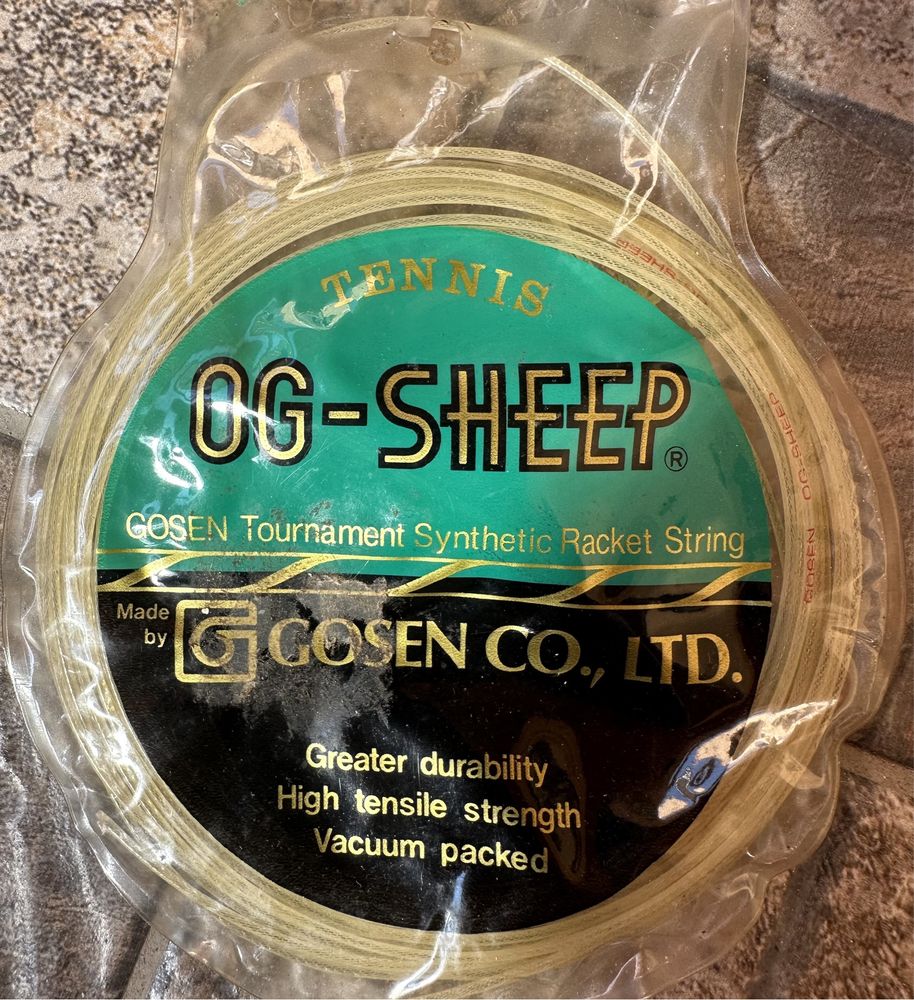 TENNIS
OG-SHEEP®
GOSEN Tournament Synthetic Racket String
Made
by
G GOSEN CO., LTD.
Greater durability
High tensile strength
Vacuum packed
SHEEP
GOSEN OG-SHEEP